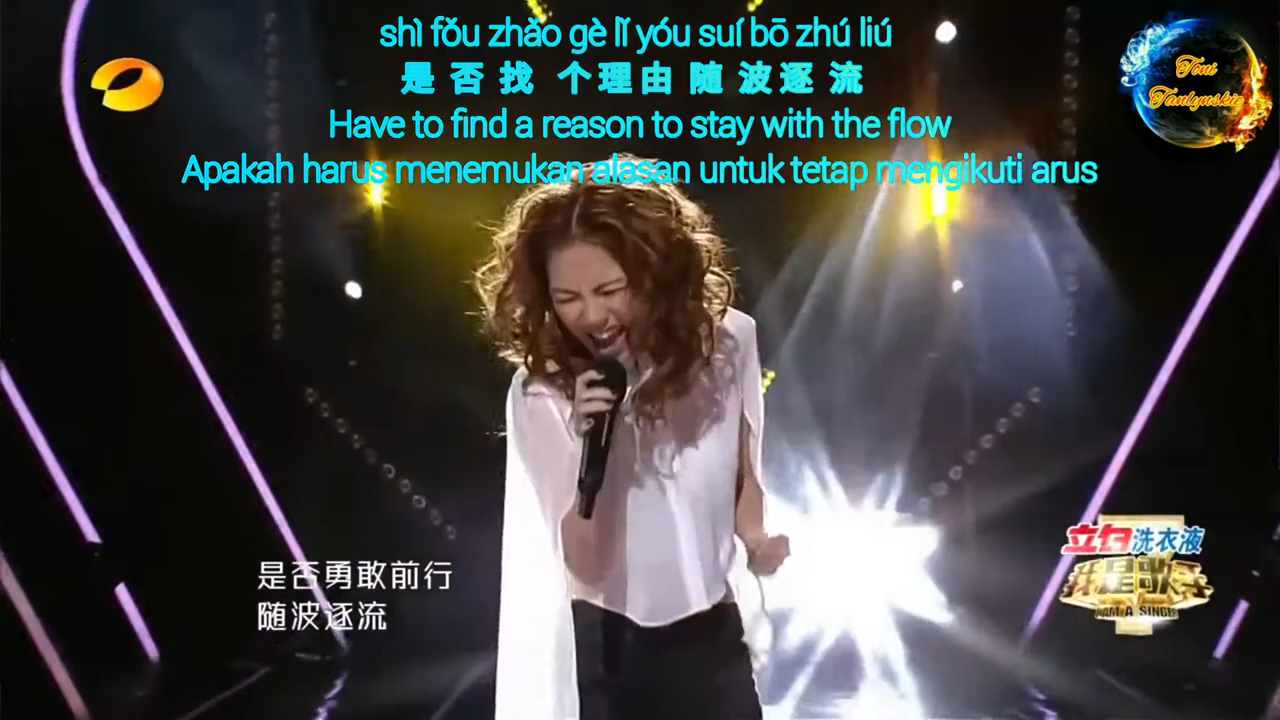 shì fǒu zhǎo gè lǐ yóu suí bō zhú liú
是否找 个理由 随波逐流
Have to find a reason to stay with the flow
Apakah harus menemukan alasan untuk tetap mengikuti arus
Toni
Tanlynskie
是否勇敢前行
随波逐流
立白洗衣液
我是歌手
I AM A SINGER